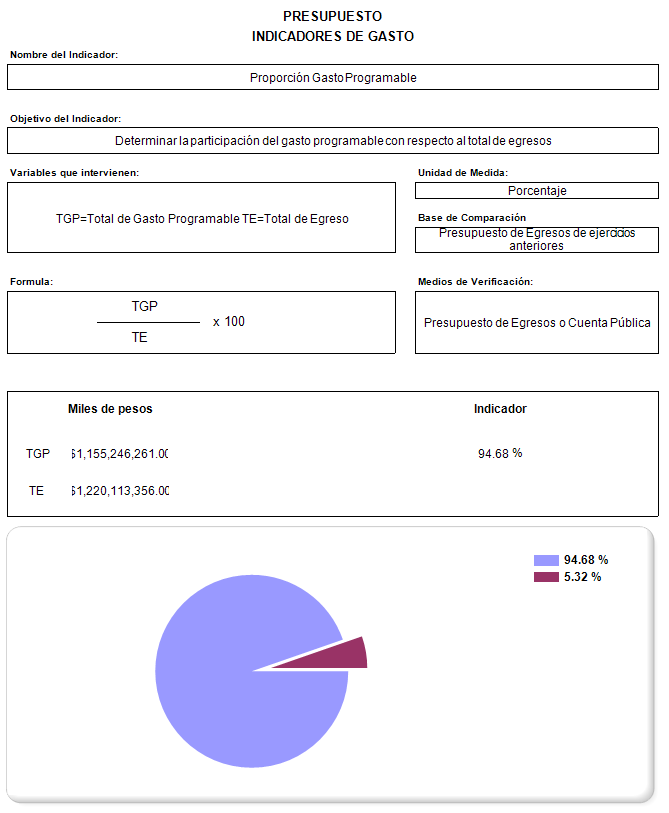 PRESUPUESTO
INDICADORES DE GASTO
Nombre del Indicador:
Proporción Gasto Programable
Objetivo del Indicador:
Determinar la participación del gasto programable con respecto al total de egresos
Variables que intervienen:
Unidad de Medida:
Porcentaje
TGP=Total de Gasto Programable TE=Total de Egreso
Base de Comparación
Presupuesto de Egresos de ejercicios
anteriores
Formula:
Medios de Verificación:
TGP
x 100
TE
Presupuesto de Egresos o Cuenta Pública
Miles de pesos
Indicador
TGP $1,155,246,261.00 94.68 %
TE $1,220,113,356.00
94.68 %
5.32 %